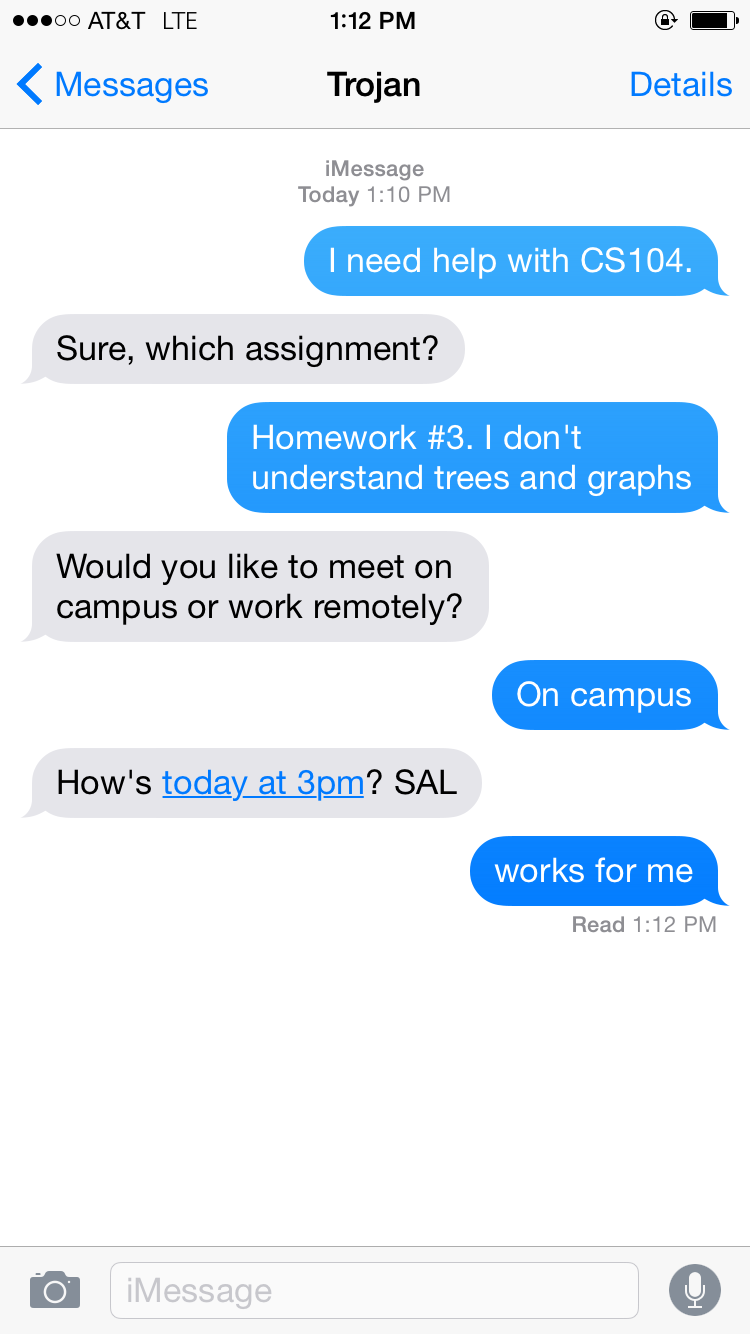 AT&T LTE 1:12 PM
Messages Trojan Details
iMessage
Today 1:10 PM
I need help with CS104.
Sure, which assignment?
Homework #3. I don't
understand trees and graphs
Would you like to meet on
campus or work remotely?
On campus
How's today at 3pm? SAL
works for me
Read 1:12 PM
iMessage